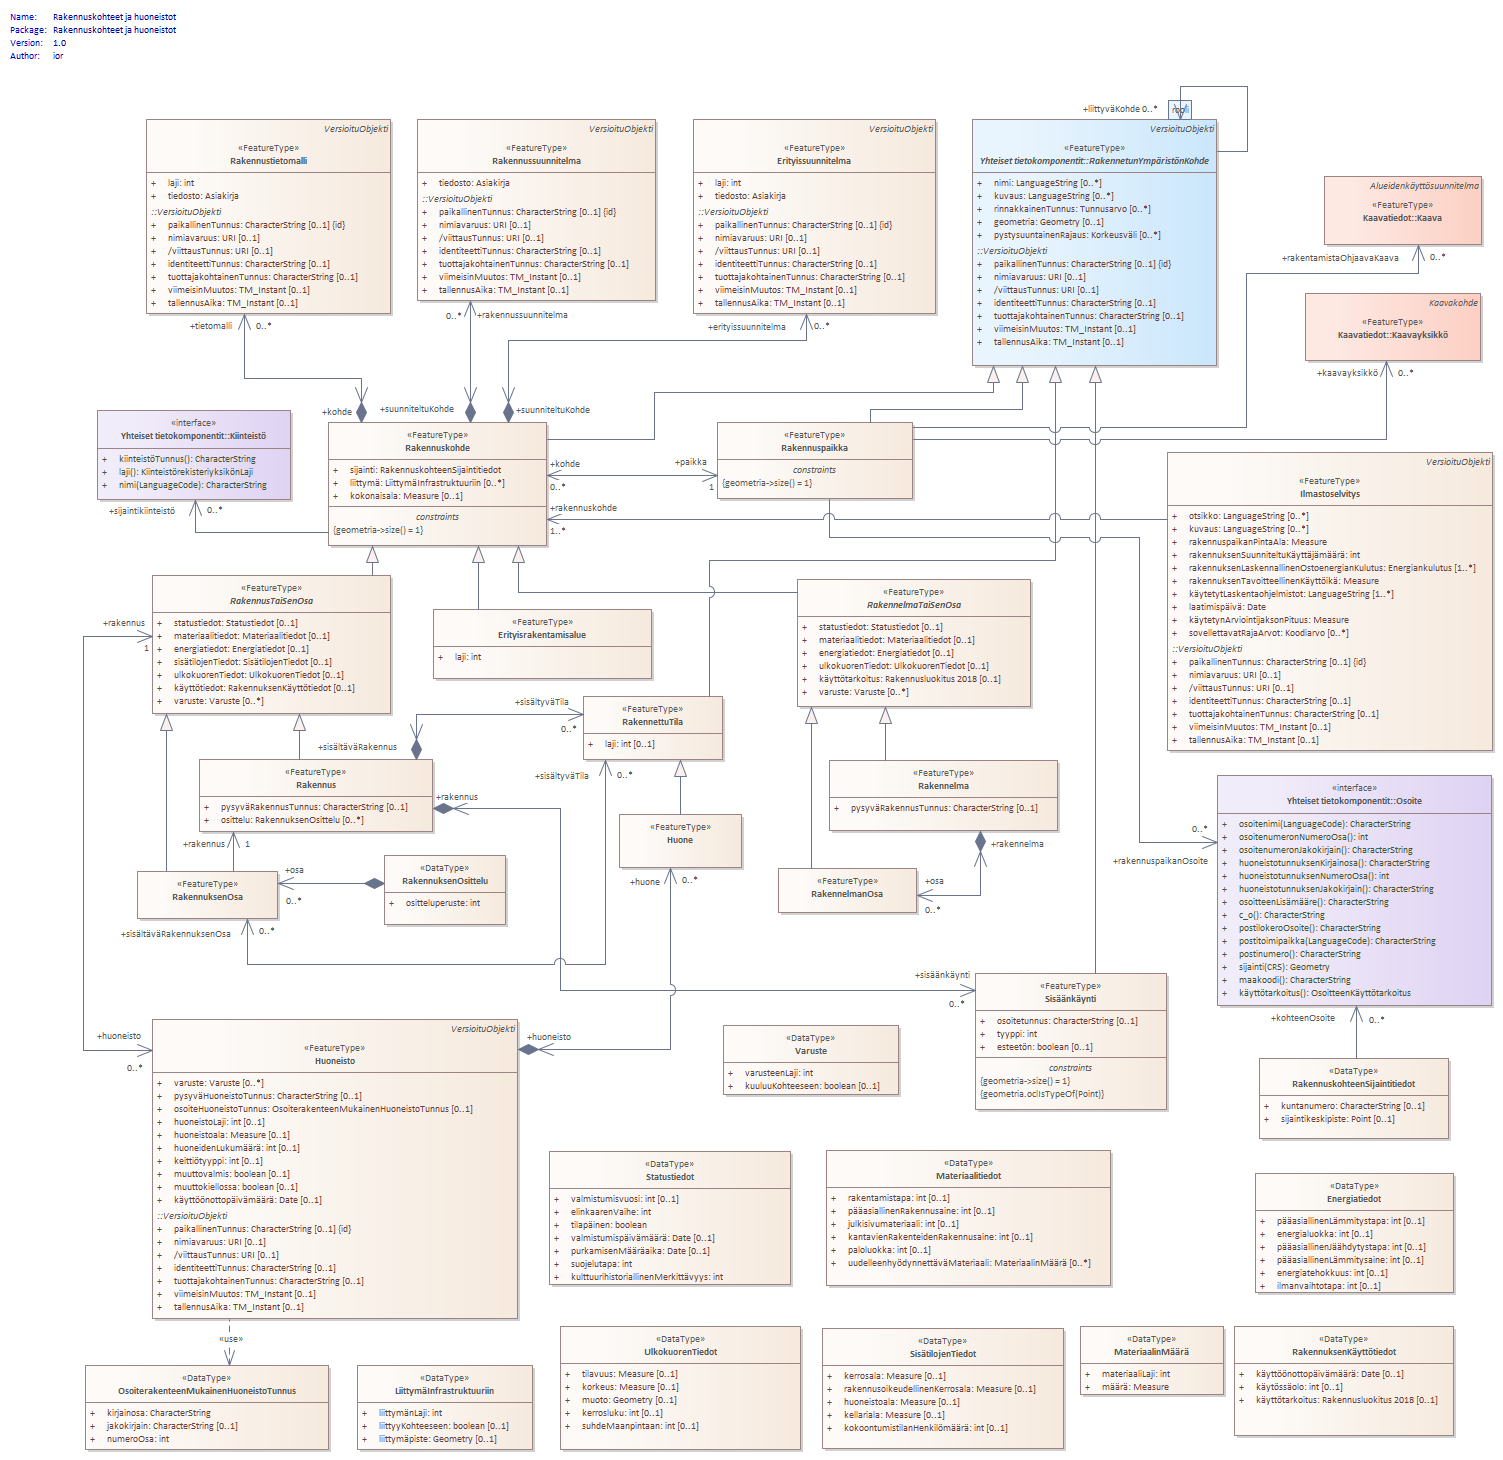 Name: Rakennuskohteet ja huoneistot
Package: Rakennuskohteet ja huoneistot
Version: 1.0
Author: ior
VersioituObjekti
«FeatureType»
Rakennustietomalli
+ laji: int
+ tiedosto: Asiakirja
::VersioituObjekti
+ paikallinenTunnus: CharacterString [0..1] {id}
+ nimiavaruus: URI [0..1]
+ /viittausTunnus: URI [0..1]
+ identiteettiTunnus: CharacterString [0..1]
+ tuottajakohtainenTunnus: CharacterString [0..1]
+ viimeisinMuutos: TM_Instant [0..1]
+ tallennusAika: TM_Instant [0..1]
VersioituObjekti
«FeatureType»
Rakennussuunnitelma
+ tiedosto: Asiakirja
::VersioituObjekti
+ paikallinenTunnus: CharacterString [0..1] {id}
+ nimiavaruus: URI [0..1]
+ /viittausTunnus: URI [0..1]
+ identiteettiTunnus: CharacterString [0..1]
+ tuottajakohtainenTunnus: CharacterString [0..1]
+ viimeisinMuutos: TM_Instant [0..1]
+ tallennusAika: TM_Instant [0..1]
VersioituObjekti
«FeatureType»
Erityissuunnitelma
+ laji: int
+ tiedosto: Asiakirja
::VersioituObjekti
+ paikallinenTunnus: CharacterString [0..1] {id}
+ nimiavaruus: URI [0..1]
+ /viittausTunnus: URI [0..1]
+ identiteettiTunnus: CharacterString [0..1]
+ tuottajakohtainenTunnus: CharacterString [0..1]
+ viimeisinMuutos: TM_Instant [0..1]
+ tallennusAika: TM_Instant [0..1]
+liittyväKohde 0..*
VersioituObjekti
«FeatureType»
Yhteiset tietokomponentit::RakennetunYmpäristönKohde
+ nimi: LanguageString [0..*]
+ kuvaus: LanguageString [0..*]
+ rinnakkainenTunnus: Tunnusarvo [0..*]
+ geometria: Geometry [0..1]
+ pystysuuntainenRajaus: Korkeusväli [0..*]
::VersioituObjekti
+ paikallinenTunnus: CharacterString [0..1] {id}
+ nimiavaruus: URI [0..1]
+ /viittausTunnus: URI [0..1]
+ identiteettiTunnus: CharacterString [0..1]
+ tuottajakohtainenTunnus: CharacterString [0..1]
+ viimeisinMuutos: TM_Instant [0..1]
+ tallennusAika: TM_Instant [0..1]
Alueidenkäyttösuunnitelma
«FeatureType»
Kaavatiedot::Kaava
+rakentamistaOhjaavaKaava 0..*
Kaavakohde
«FeatureType»
Kaavatiedot::Kaavayksikkö
+kaavayksikkö 0..*
+tietomalli 0..*
0..* +rakennussuunnitelma
+erityissuunnitelma 0..*
+kohde
+suunniteltuKohde
+suunniteltuKohde
«interface»
Yhteiset tietokomponentit::Kiinteistö
+ kiinteistöTunnus(): CharacterString
+ laji(): KiinteistörekisteriyksikönLaji
+ nimi(LanguageCode): CharacterString
+sijaintikiinteistö 0..*
«FeatureType»
Rakennuskohde
+ sijainti: RakennuskohteenSijaintitiedot
+ liittymä: LiittymäInfrastruktuuriin [0..*]
+ kokonaisala: Measure [0..1]
constraints
{geometria->size() = 1}
+kohde
0..*
+paikka
1
+rakennuskohde
1..*
«FeatureType»
Rakennuspaikka
constraints
{geometria->size() = 1}
VersioituObjekti
«FeatureType»
Ilmastoselvitys
+ otsikko: LanguageString [0..*]
+ kuvaus: LanguageString [0..*]
+ rakennuspaikanPintaAla: Measure
+ rakennuksenSuunniteltuKäyttäjämäärä: int
+ rakennuksenLaskennallinenOstoenergianKulutus: Energiankulutus [1..*]
+ rakennuksenTavoitteellinenKäyttöikä: Measure
+ käytetytLaskentaohjelmistot: LanguageString [1..*]
+ laatimispäivä: Date
+ käytetynArviointijaksonPituus: Measure
+ sovellettavatRajaArvot: Koodiarvo [0..*]
::VersioituObjekti
+ paikallinenTunnus: CharacterString [0..1] {id}
+ nimiavaruus: URI [0..1]
+ /viittausTunnus: URI [0..1]
+ identiteettiTunnus: CharacterString [0..1]
+ tuottajakohtainenTunnus: CharacterString [0..1]
+ viimeisinMuutos: TM_Instant [0..1]
+ tallennusAika: TM_Instant [0..1]
«FeatureType»
RakennusTaiSenOsa
+ statustiedot: Statustiedot [0..1]
+ materiaalitiedot: Materiaalitiedot [0..1]
+ energiatiedot: Energiatiedot [0..1]
+ sisätilojenTiedot: SisätilojenTiedot [0..1]
+ ulkokuorenTiedot: UlkokuorenTiedot [0..1]
+ käyttötiedot: RakennuksenKäyttötiedot [0..1]
+ varuste: Varuste [0..*]
+rakennus
1
«FeatureType»
Erityisrakentamisalue
+ laji: int
«FeatureType»
RakennelmaTaiSenOsa
+ statustiedot: Statustiedot [0..1]
+ materiaalitiedot: Materiaalitiedot [0..1]
+ energiatiedot: Energiatiedot [0..1]
+ ulkokuorenTiedot: UlkokuorenTiedot [0..1]
+ käyttötarkoitus: Rakennusluokitus 2018 [0..1]
+ varuste: Varuste [0..*]
+sisältyväTila
0..*
«FeatureType»
RakennettuTila
+ laji: int [0..1]
+sisältäväRakennus
+sisältyväTila 0..*
«FeatureType»
Rakennus
+ pysyväRakennusTunnus: CharacterString [0..1]
+ osittelu: RakennuksenOsittelu [0..*]
+rakennus
+rakennus 1
«FeatureType»
Huone
+huone 0..*
«FeatureType»
Rakennelma
+ pysyväRakennusTunnus: CharacterString [0..1]
+rakennelma
«FeatureType»
RakennelmanOsa
+osa
0..*
«FeatureType»
RakennuksenOsa
+osa
0..*
+sisältäväRakennuksenOsa 0..*
«DataType»
RakennuksenOsittelu
+ ositteluperuste: int
0..*
+rakennuspaikanOsoite
«interface»
Yhteiset tietokomponentit::Osoite
+ osoitenimi(LanguageCode): CharacterString
+ osoitenumeronNumeroOsa(): int
+ osoitenumeronJakokirjain(): CharacterString
+ huoneistotunnuksenKirjainosa(): CharacterString
+ huoneistotunnuksenNumeroOsa(): int
+ huoneistotunnuksenJakokirjain(): CharacterString
+ osoitteenLisämääre(): CharacterString
+ c_o(): CharacterString
+ postilokeroOsoite(): CharacterString
+ postitoimipaikka(LanguageCode): CharacterString
+ postinumero(): CharacterString
+ sijainti(CRS): Geometry
+ maakoodi(): CharacterString
+ käyttötarkoitus(): OsoitteenKäyttötarkoitus
+kohteenOsoite 0..*
+sisäänkäynti
0..*
«FeatureType»
Sisäänkäynti
+ osoitetunnus: CharacterString [0..1]
+ tyyppi: int
+ esteetön: boolean [0..1]
constraints
{geometria->size() = 1}
{geometria.oclIsTypeOf(Point)}
+huoneisto
0..*
VersioituObjekti
«FeatureType»
Huoneisto
+ varuste: Varuste [0..*]
+ pysyväHuoneistoTunnus: CharacterString [0..1]
+ osoiteHuoneistoTunnus: OsoiterakenteenMukainenHuoneistoTunnus [0..1]
+ huoneistoLaji: int [0..1]
+ huoneistoala: Measure [0..1]
+ huoneidenLukumäärä: int [0..1]
+ keittiötyyppi: int [0..1]
+ muuttovalmis: boolean [0..1]
+ muuttokiellossa: boolean [0..1]
+ käyttöönottopäivämäärä: Date [0..1]
::VersioituObjekti
+ paikallinenTunnus: CharacterString [0..1] {id}
+ nimiavaruus: URI [0..1]
+ /viittausTunnus: URI [0..1]
+ identiteettiTunnus: CharacterString [0..1]
+ tuottajakohtainenTunnus: CharacterString [0..1]
+ viimeisinMuutos: TM_Instant [0..1]
+ tallennusAika: TM_Instant [0..1]
+huoneisto
«DataType»
Varuste
+ varusteenLaji: int
+ kuuluuKohteeseen: boolean [0..1]
«DataType»
RakennuskohteenSijaintitiedot
+ kuntanumero: CharacterString [0..1]
+ sijaintikeskipiste: Point [0..1]
«DataType»
Statustiedot
+ valmistumisvuosi: int [0..1]
+ elinkaarenVaihe: int
+ tilapäinen: boolean
+ valmistumispäivämäärä: Date [0..1]
+ purkamisenMääräaika: Date [0..1]
+ suojelutapa: int
+ kulttuurihistoriallinenMerkittävyys: int
«DataType»
Materiaalitiedot
+ rakentamistapa: int [0..1]
+ pääasiallinenRakennusaine: int [0..1]
+ julkisivumateriaali: int [0..1]
+ kantavienRakenteidenRakennusaine: int [0..1]
+ paloluokka: int [0..1]
+ uudelleenhyödynnettäväMateriaali: MateriaalinMäärä [0..*]
«DataType»
Energiatiedot
+ pääasiallinenLämmitystapa: int [0..1]
+ energialuokka: int [0..1]
+ pääasiallinenJäähdytystapa: int [0..1]
+ pääasiallinenLämmitysaine: int [0..1]
+ energiatehokkuus: int [0..1]
+ ilmanvaihtotapa: int [0..1]
«use»
«DataType»
OsoiterakenteenMukainenHuoneistoTunnus
+ kirjainosa: CharacterString
+ jakokirjain: CharacterString [0..1]
+ numeroOsa: int
«DataType»
LiittymäInfrastruktuuriin
+ liittymänLaji: int
+ liittyyKohteeseen: boolean [0..1]
+ liittymäpiste: Geometry [0..1]
«DataType»
UlkokuorenTiedot
+ tilavuus: Measure [0..1]
+ korkeus: Measure [0..1]
+ muoto: Geometry [0..1]
+ kerrosluku: int [0..1]
+ suhdeMaanpintaan: int [0..1]
«DataType»
SisätilojenTiedot
+ kerrosala: Measure [0..1]
+ rakennusoikeudellinenKerrosala: Measure [0..1]
+ huoneistoala: Measure [0..1]
+ kellariala: Measure [0..1]
+ kokoontumistilanHenkilömäärä: int [0..1]
«DataType»
MateriaalinMäärä
+ materiaaliLaji: int
+ määrä: Measure
«DataType»
RakennuksenKäyttötiedot
+ käyttöönottopäivämäärä: Date [0..1]
+ käytössäolo: int [0..1]
+ käyttötarkoitus: Rakennusluokitus 2018 [0..1]